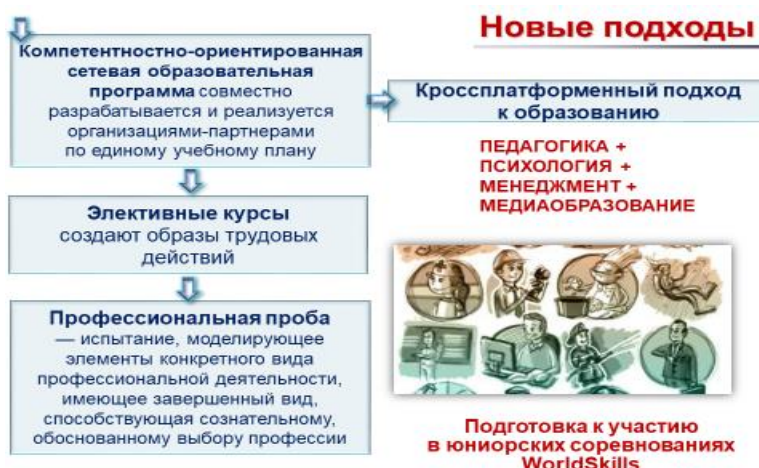 Новые подходы
Компетентностно-ориентированная
сетевая образовательная
программа совместно
разрабатывается и реализуется
организациями-партнерами
по единому учебному плану
Кроссплатформенный подход
к образованию
ПЕДАГОГИКА +
ПСИХОЛОГИЯ +
МЕНЕДЖМЕНТ +
МЕДИАОБРАЗОВАНИЕ
Элективные курсы
создают образы трудовых
действий
Профессиональная проба
— испытание, моделирующее
элементы конкретного вида
профессиональной деятельности,
имеющее завершенный вид,
способствующая сознательному,
обоснованному выбору профессии
Подготовка к участию
в юниорских соревнованиях
WorldSkills